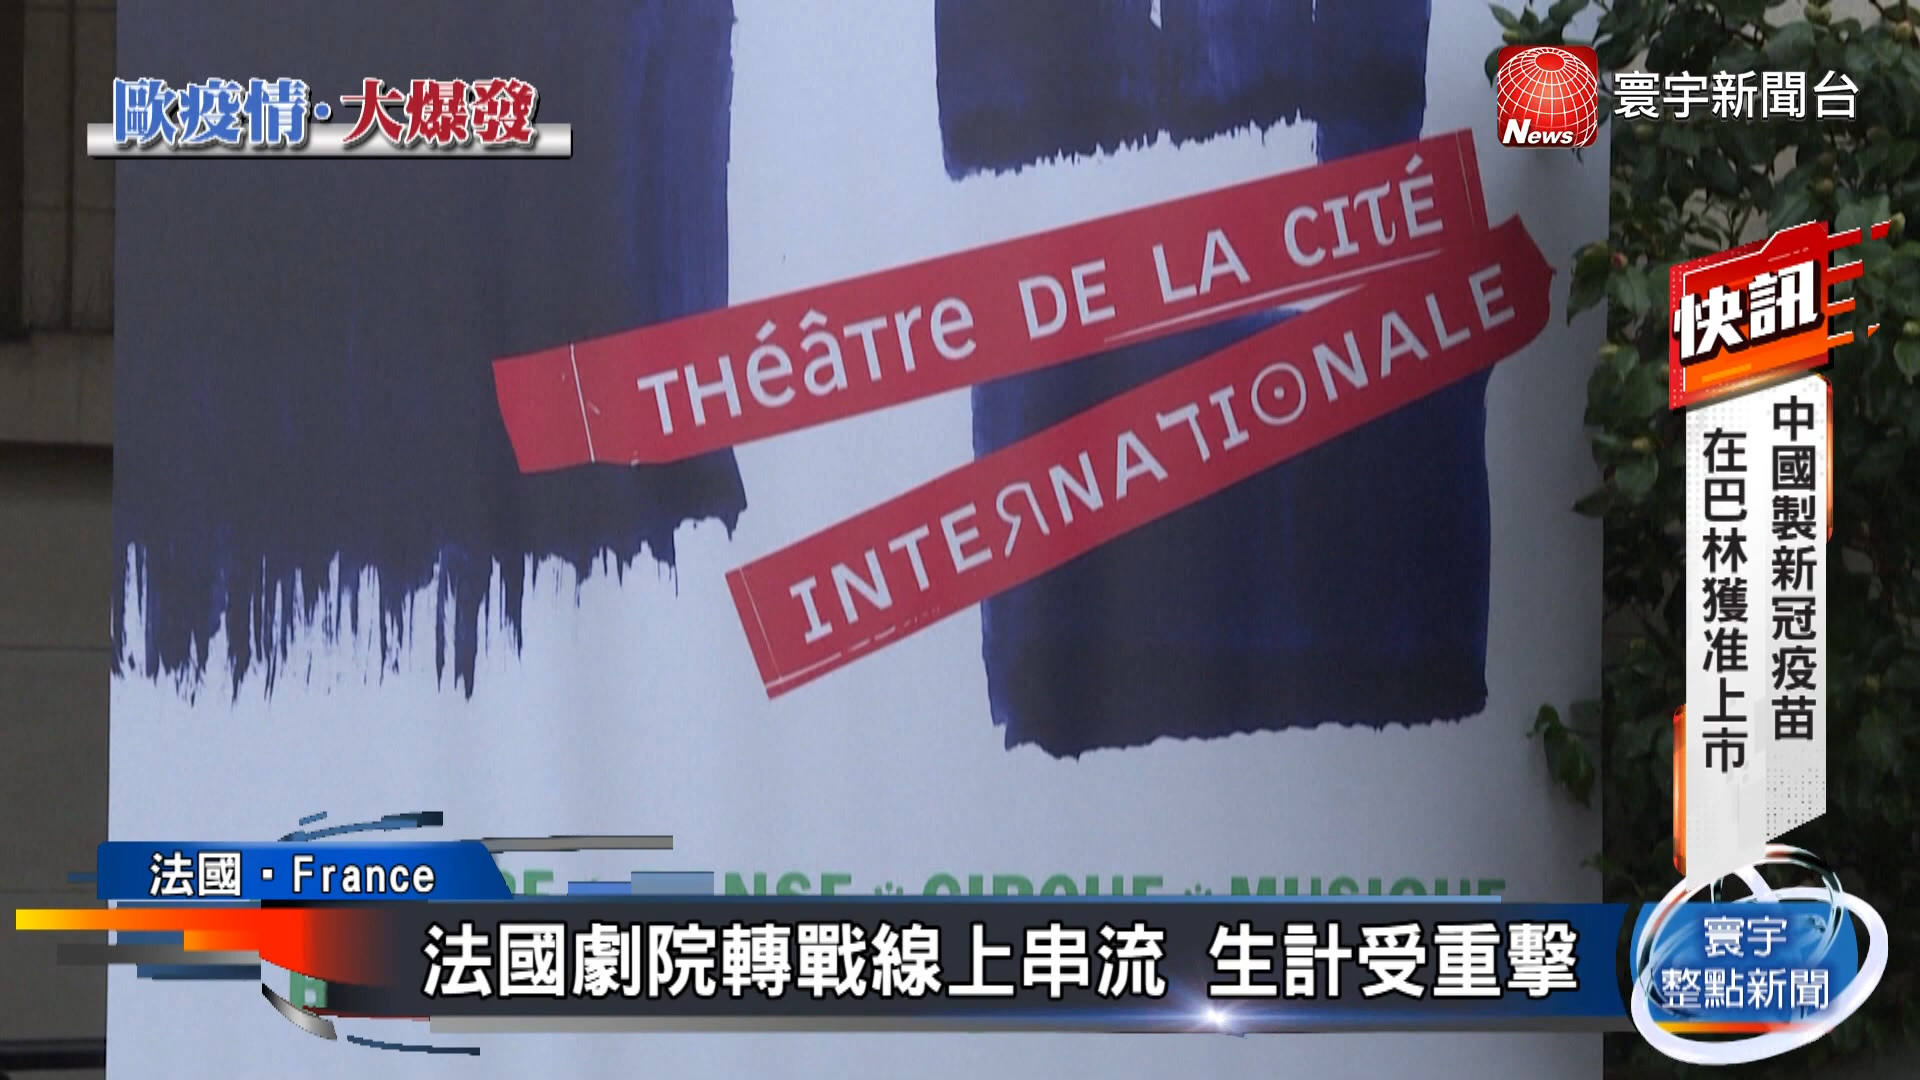 歐疫情·大爆發
News
寰宇新聞台
THéâTre DE LA CITÉ
INTERNATIONALE
快訊
中國製新冠疫苗
在巴林獲准上市
法國·France
CIRQUE
MUSIQUE
法國劇院轉戰線上串流 生計受重擊
寰宇
整點新聞